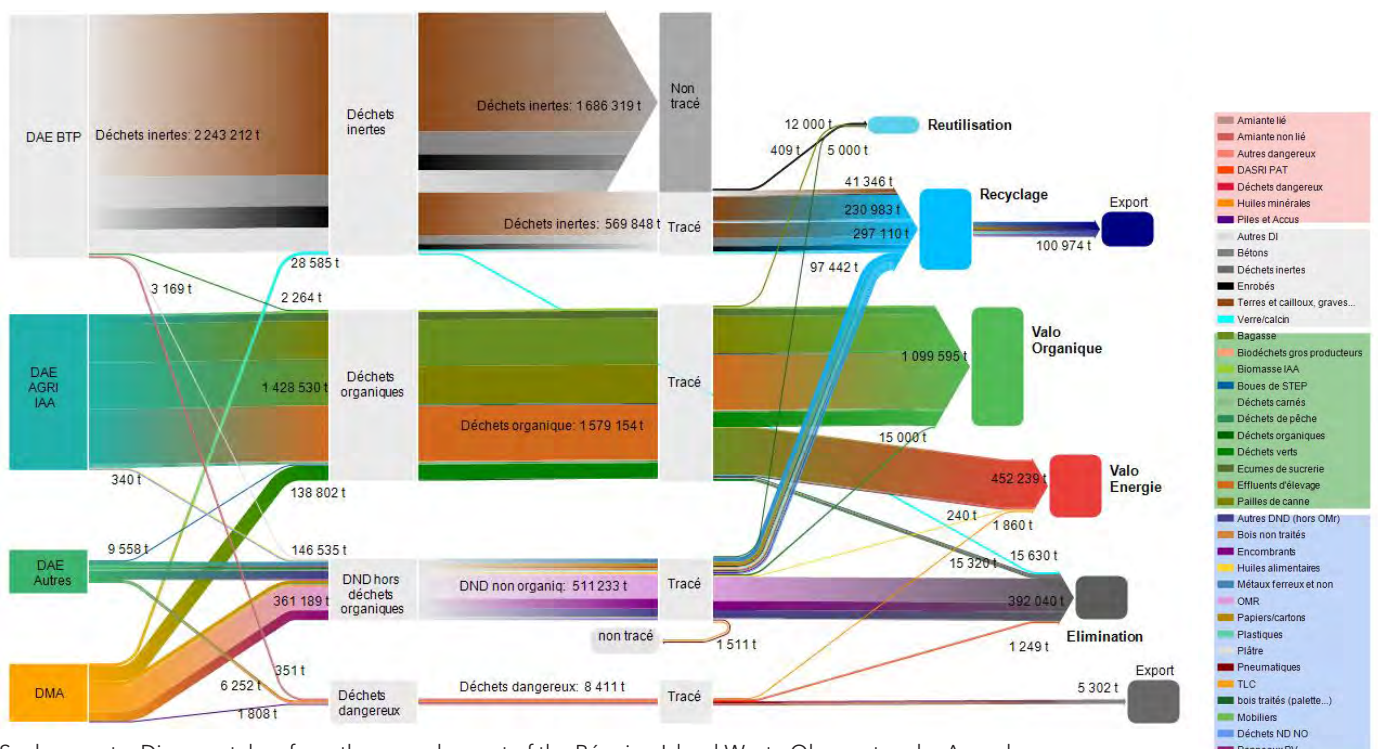 DAE BTP
Déchets inertes: 2 243 212 t
Déchets
inertes
Déchets inertes: 1 686 319 t
Non
tracé
Déchets inertes: 569 848 t
Tracé
12 000 t
409 t
5 000 t
Reutilisation
41 346 t
230 983 t
297 110 t
97 442 t
Recyclage
Export
100 974 t
28 585 t
3 169 t
2 264 t
DAE
AGRI
IAA
1 428 530 t
Déchets
organiques
Déchets organique: 1 579 154 t
Tracé
1 099 595 t
Valo
Organique
15 000 t
452 239 t
Valo
Energie
340 t
138 802 t
240 t
1 860 t
DAE
Autres
9 558 t
146 535 t
361 189 t
DND hors
déchets
organiques
DND non organiq: 511 233 t
Tracé
15 630 t
15 320 t
392 040 t
Elimination
non tracé
1 511 t
1 249 t
DMA
351 t
6 252 t
1 808 t
Déchets
dangereux
Déchets dangereux: 8 411 t
Tracé
5 302 t
Export
Amiante lié
Amiante non lié
Autres dangereux
DASRI PAT
Déchets dangereux
Huiles minérales
Piles et Accus
Autres DI
Bétons
Déchets inertes
Enrobés
Terres et cailloux, graves...
Verre/calcin
Bagasse
Biodéchets gros producteurs
Biomasse IAA
Boues de STEP
Déchets carnés
Déchets de pêche
Déchets organiques
Déchets verts
Ecumes de sucrerie
Effluents d'élevage
Pailles de canne
Autres DND (hors OMr)
Bois non traités
Encombrants
Huiles alimentaires
Métaux ferreux et non
OMR
Papiers/cartons
Plastiques
Plâtre
Pneumatiques
TLC
bois traités (palette...)
Mobiliers
Déchets ND NO